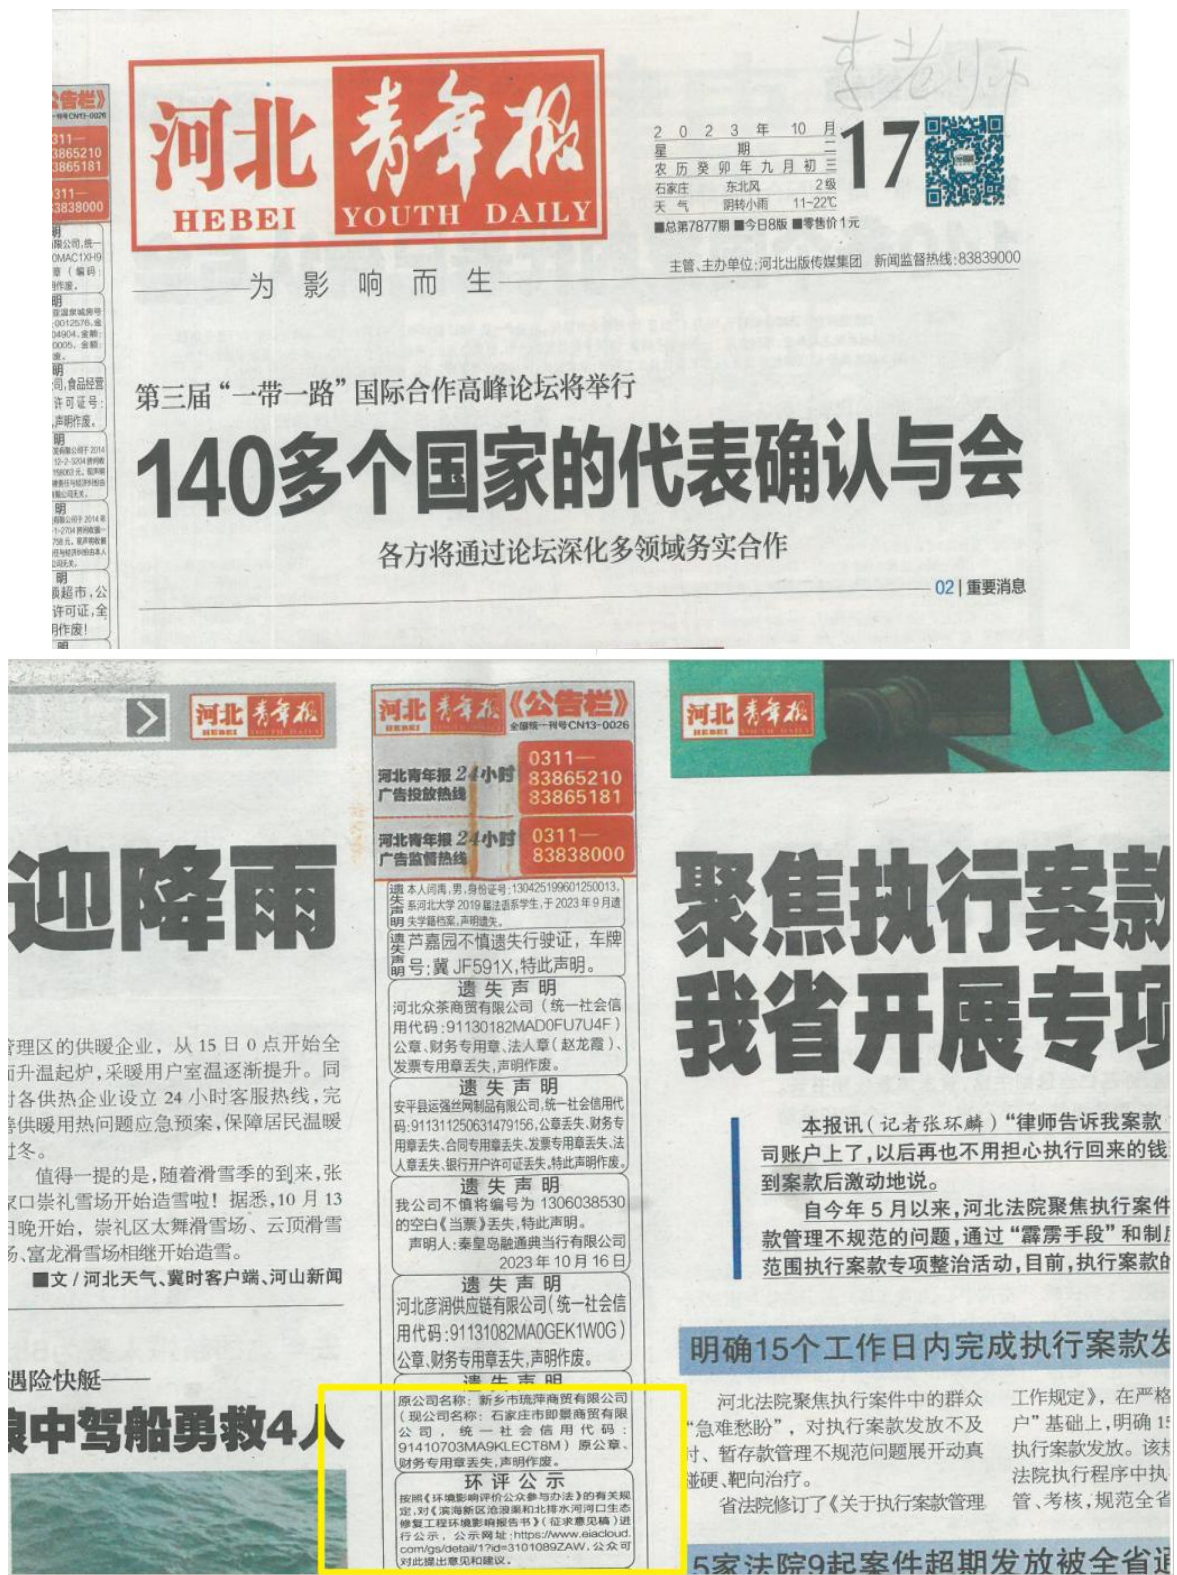 李老师
河北青年报
HEBEI YOUTH DAILY
2023年10月
星期二
17
农历癸卯年九月初三
石家庄 东北风 2级
天气 阴转小雨 11~22℃
■总第7877期 ■今日8版 ■零售价1元
为影响而生
主管、主办单位:河北出版传媒集团 新闻监督热线:83839000
第三届“一带一路”国际合作高峰论坛将举行
140多个国家的代表确认与会
各方将通过论坛深化多领域务实合作
02|重要消息
公告栏》
311—
3865210
3865181
311—
83838000
河北青年报
HEBEI YOUTH DAILY
迎降雨
管理区的供暖企业，从15日0点开始全
面升温起炉,采暖用户室温逐渐提升。同
时各供热企业设立24小时客服热线,完
善供暖用热问题应急预案,保障居民温暖
过冬。
值得一提的是,随着滑雪季的到来,张
家口崇礼雪场开始造雪啦！据悉,10月13
日晚开始，崇礼区太舞滑雪场、云顶滑雪
场、富龙滑雪场相继开始造雪。
■文/河北天气、冀时客户端、河山新闻
遇险快艇——
浪中驾船勇救4人
河北青年报《公告栏》
HEBEI YOUTH DAILY
全国统一刊号CN13-0026
河北青年报24小时
广告投放热线
0311—
83865210
83865181
河北青年报24小时
广告监督热线
0311—
83838000
遗失声明
本人闫禹,男,身份证号:130425199601250013,
系河北大学2019届法语系学生,于2023年9月遗
失学籍档案,声明遗失。
遗失声明
芦嘉园不慎遗失行驶证，车牌
号:冀JF591X,特此声明。
遗失声明
河北众茶商贸有限公司（统一社会信
用代码:91130182MAD0FU7U4F）
公章、财务专用章、法人章(赵龙霞)、
发票专用章丢失,声明作废。
遗失声明
安平县运强丝网制品有限公司,统一社会信用代
码:911311250631479156,公章丢失、财务专
用章丢失、合同专用章丢失、发票专用章丢失、法
人章丢失、银行开户许可证丢失。特此声明作废。
遗失声明
我公司不慎将编号为1306038530
的空白《当票》丢失,特此声明。
声明人:秦皇岛融通典当行有限公司
2023年10月16日
遗失声明
河北彦润供应链有限公司(统一社会信
用代码:91131082MA0GEK1W0G)
公章、财务专用章丢失,声明作废。
遗失声明
原公司名称:新乡市琉萍商贸有限公司
(现公司名称:石家庄市即景商贸有限
公司，统一社会信用代码:
91410703MA9KLECT8M）原公章、
财务专用章丢失,声明作废。
环评公示
按照《环境影响评价公众参与办法》的有关规
定,对《滨海新区沧浪渠和北排水河河口生态
修复工程环境影响报告书》(征求意见稿)进
行公示，公示网址:https://www.eiacloud.
com/gs/detail/1?id=3101089ZAW,公众可
对此提出意见和建议。
河北青年报
HEBEI YOUTH DAILY
聚焦执行案款
我省开展专项
本报讯(记者张环麟)“律师告诉我案款
司账户上了,以后再也不用担心执行回来的钱
到案款后激动地说。
自今年5月以来,河北法院聚焦执行案件
款管理不规范的问题,通过“霹雳手段”和制度
范围执行案款专项整治活动,目前,执行案款的
明确15个工作日内完成执行案款发
河北法院聚焦执行案件中的群众
“急难愁盼”，对执行案款发放不及
时、暂存款管理不规范问题展开动真
碰硬、靶向治疗。
省法院修订了《关于执行案款管理
工作规定》，在严格
户”基础上,明确15
执行案款发放。该规
法院执行程序中执
管、考核,规范全省
5家法院9起案件超期发放被全省通